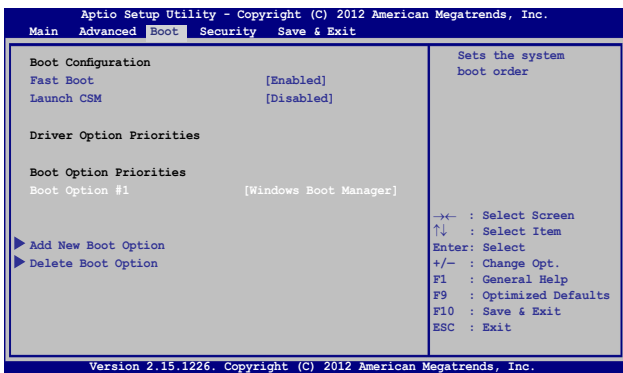 Aptio Setup Utility - Copyright (C) 2012 American Megatrends, Inc.
Main Advanced Boot Security Save & Exit
Boot Configuration
Fast Boot [Enabled]
Launch CSM [Disabled]
Driver Option Priorities
Boot Option Priorities
Boot Option #1 [Windows Boot Manager]
Add New Boot Option
Delete Boot Option
Sets the system
boot order
→← : Select Screen
↑↓ : Select Item
Enter: Select
+/— : Change Opt.
F1 : General Help
F9 : Optimized Defaults
F10 : Save & Exit
ESC : Exit
Version 2.15.1226. Copyright (C) 2012 American Megatrends, Inc.